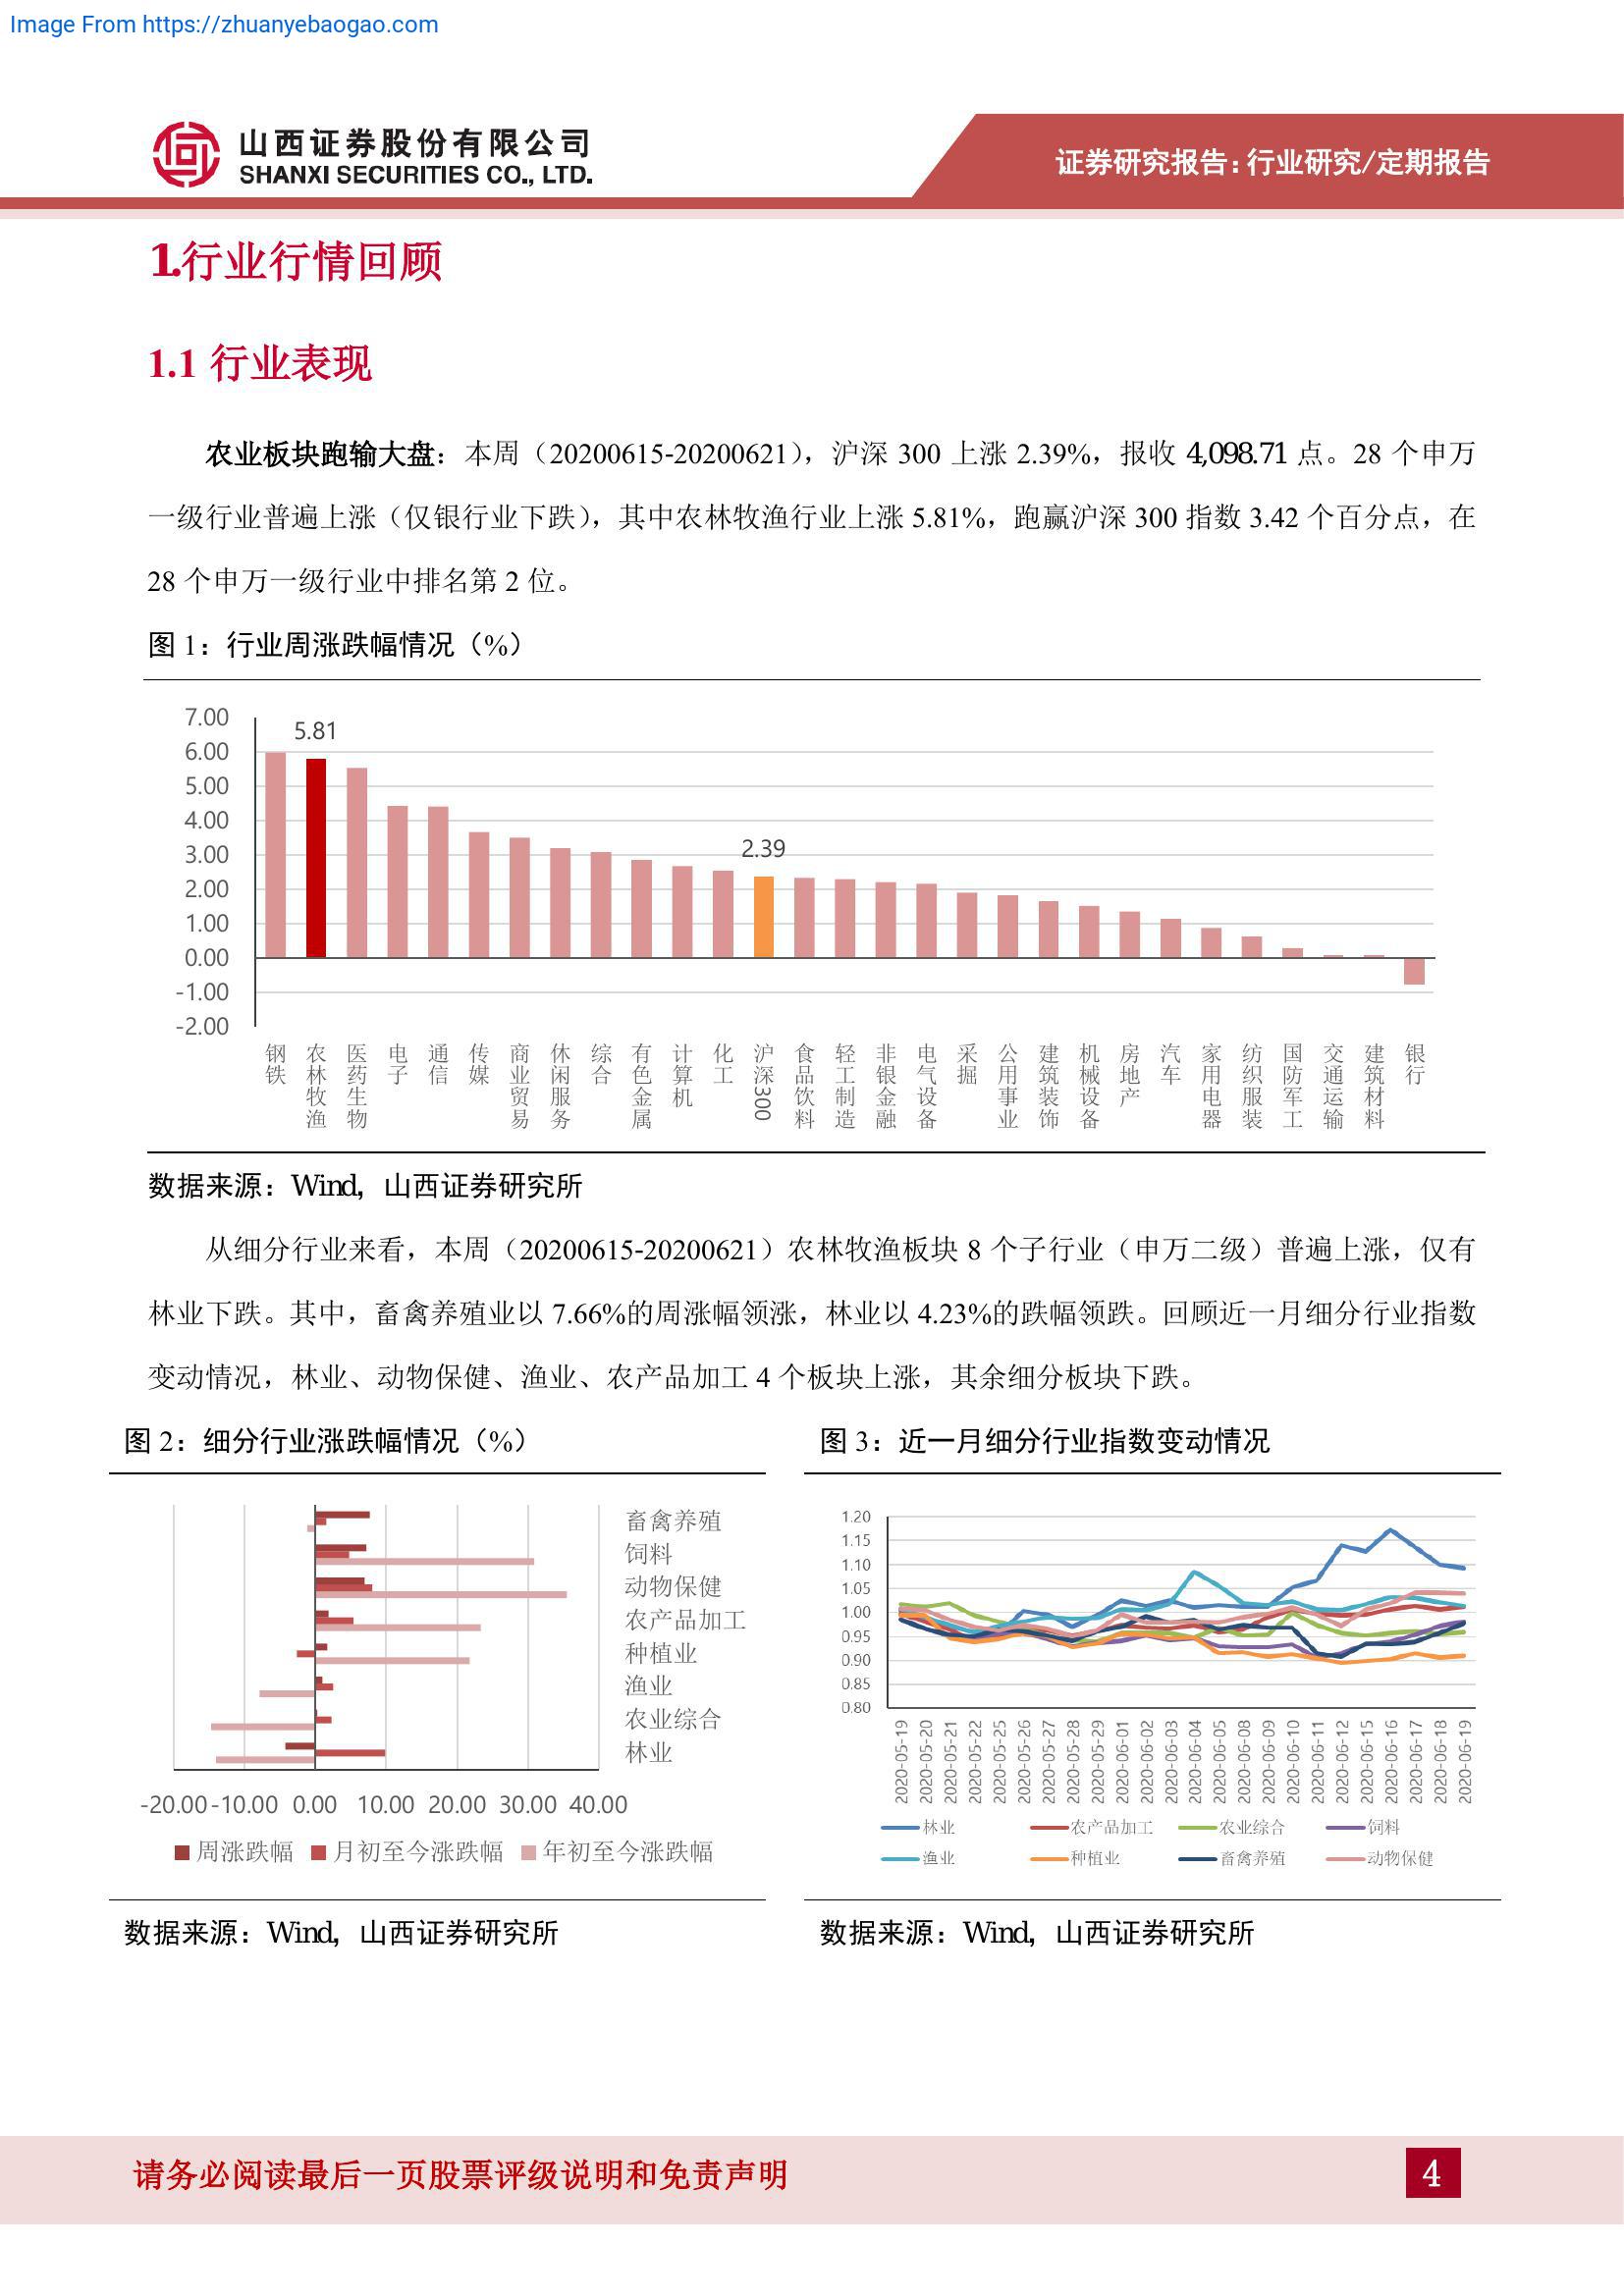 Image From https://zhuanyebaogao.com
山西证券股份有限公司
SHANXI SECURITIES CO., LTD.
证券研究报告：行业研究/定期报告
1.行业行情回顾
1.1 行业表现
农业板块跑输大盘：本周（20200615-20200621），沪深 300 上涨 2.39%，报收 4,098.71 点。28 个申万
一级行业普遍上涨（仅银行业下跌），其中农林牧渔行业上涨 5.81%，跑赢沪深 300 指数 3.42 个百分点，在
28 个申万一级行业中排名第 2 位。
图 1：行业周涨跌幅情况（%）
7.00
6.00
5.00
4.00
3.00
2.00
1.00
0.00
-1.00
-2.00
5.81
2.39
钢铁
农林牧渔
医药生物
电子
通信
传媒
商业贸易
休闲服务
综合
有色金属
计算机
化工
沪深300
食品饮料
轻工制造
非银金融
电气设备
采掘
公用事业
建筑装饰
机械设备
房地产
汽车
家用电器
纺织服装
国防军工
交通运输
建筑材料
银行
数据来源：Wind，山西证券研究所
从细分行业来看，本周（20200615-20200621）农林牧渔板块 8 个子行业（申万二级）普遍上涨，仅有
林业下跌。其中，畜禽养殖业以 7.66%的周涨幅领涨，林业以 4.23%的跌幅领跌。回顾近一月细分行业指数
变动情况，林业、动物保健、渔业、农产品加工 4 个板块上涨，其余细分板块下跌。
图 2：细分行业涨跌幅情况（%）
畜禽养殖
饲料
动物保健
农产品加工
种植业
渔业
农业综合
林业
-20.00 -10.00 0.00 10.00 20.00 30.00 40.00
周涨跌幅 月初至今涨跌幅 年初至今涨跌幅
数据来源：Wind，山西证券研究所
图 3：近一月细分行业指数变动情况
1.20
1.15
1.10
1.05
1.00
0.95
0.90
0.85
0.80
2020-05-19
2020-05-20
2020-05-21
2020-05-22
2020-05-25
2020-05-26
2020-05-27
2020-05-28
2020-05-29
2020-06-01
2020-06-02
2020-06-03
2020-06-04
2020-06-05
2020-06-08
2020-06-09
2020-06-10
2020-06-11
2020-06-12
2020-06-15
2020-06-16
2020-06-17
2020-06-18
2020-06-19
林业 农产品加工 农业综合 饲料
渔业 种植业 畜禽养殖 动物保健
数据来源：Wind，山西证券研究所
请务必阅读最后一页股票评级说明和免责声明
4